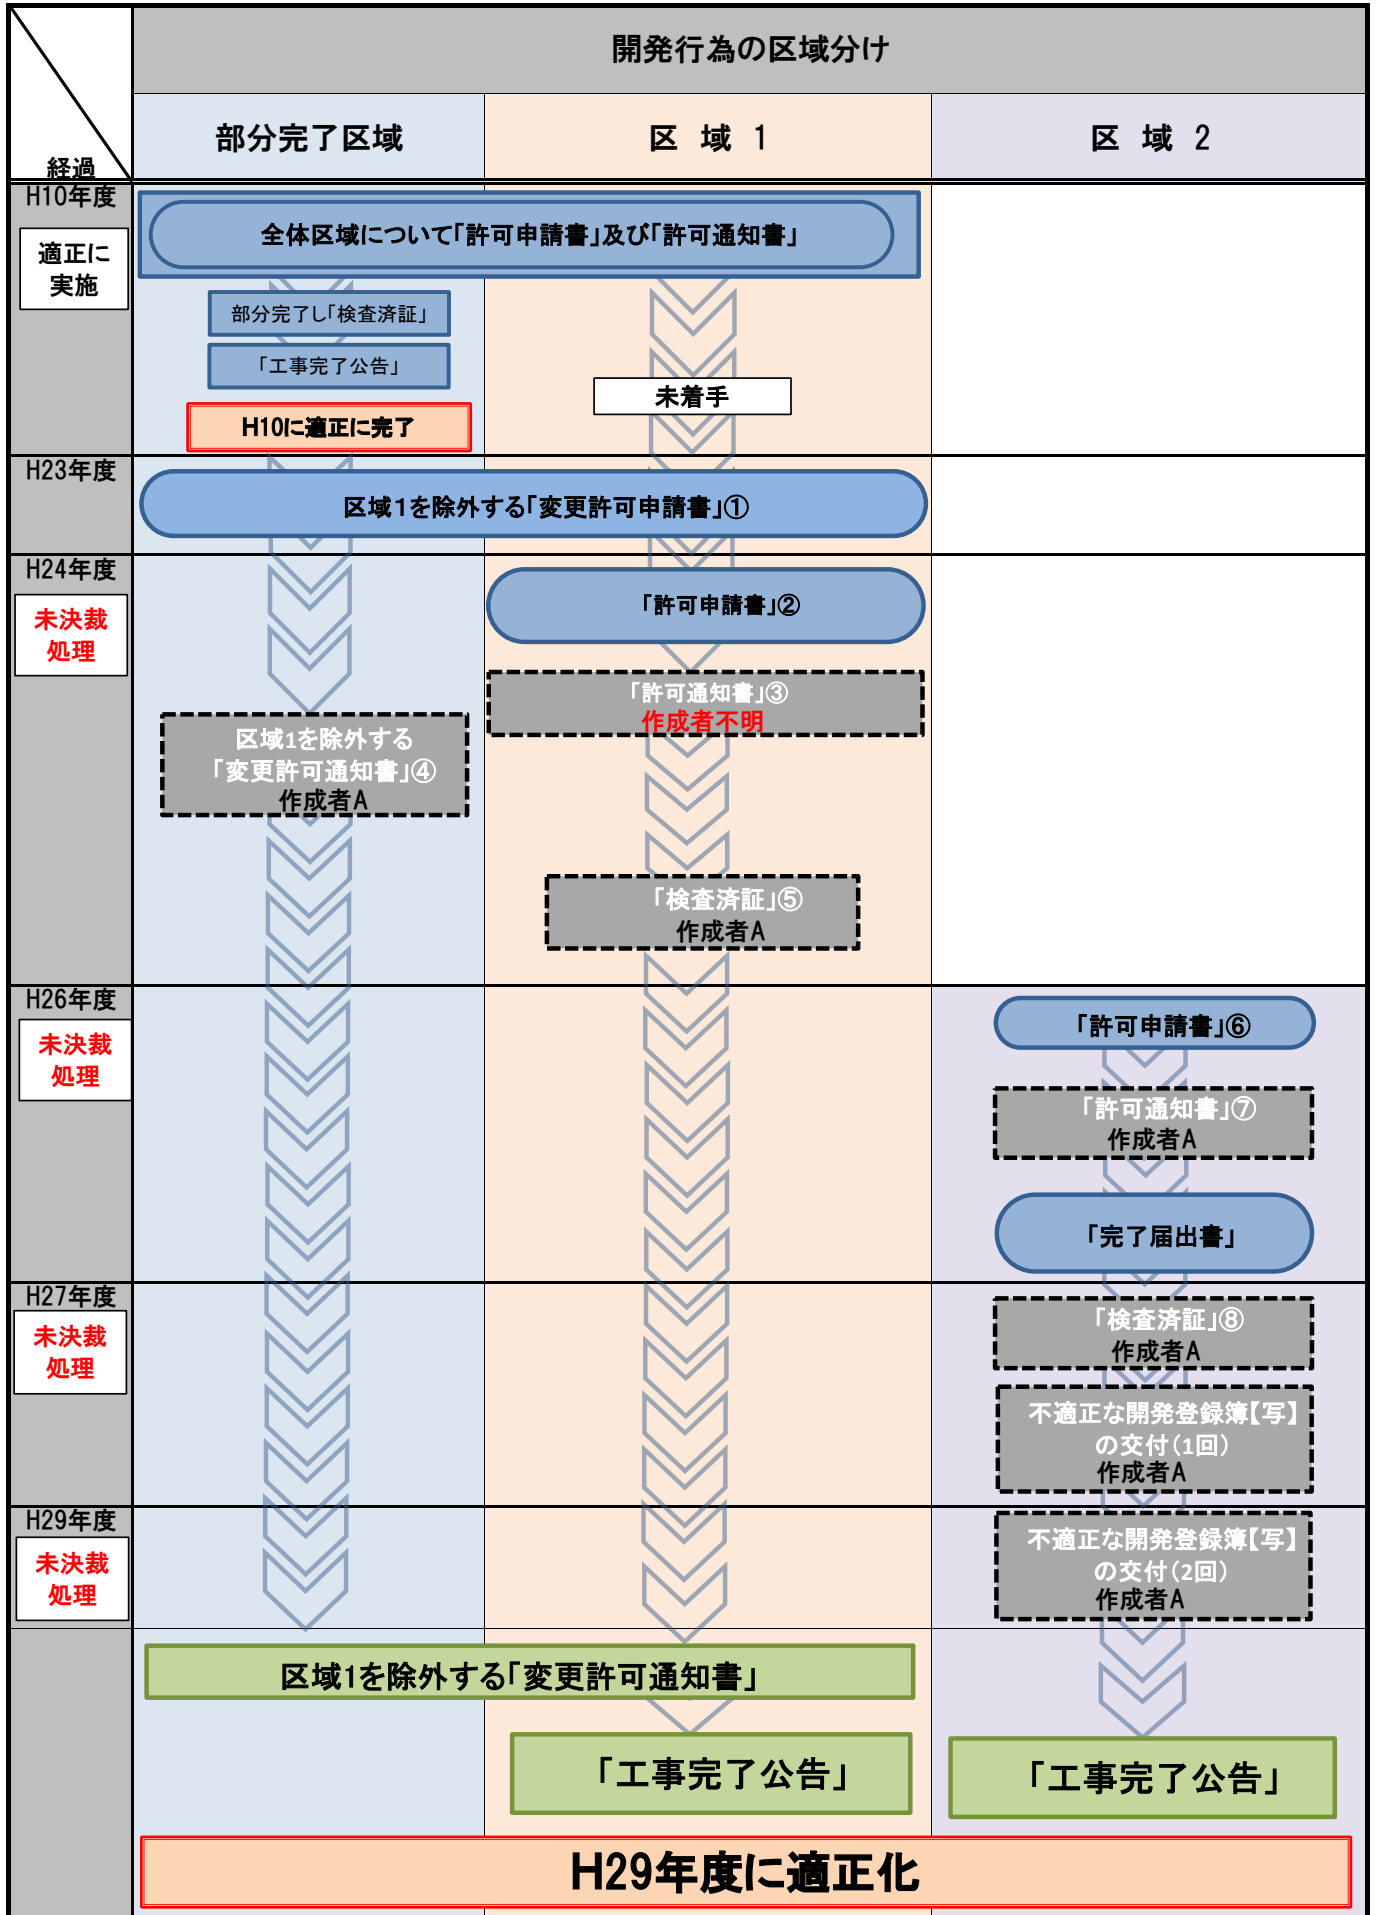 開発行為の区域分け
経過
部分完了区域
区 域 1
区 域 2
H10年度
適正に
実施
全体区域について「許可申請書」及び「許可通知書」
部分完了し「検査済証」
「工事完了公告」
H10に適正に完了
未着手
H23年度
区域1を除外する「変更許可申請書」①
H24年度
未決裁
処理
「許可申請書」②
「許可通知書」③
作成者不明
区域1を除外する
「変更許可通知書」④
作成者A
「検査済証」⑤
作成者A
H26年度
未決裁
処理
「許可申請書」⑥
「許可通知書」⑦
作成者A
「完了届出書」
H27年度
未決裁
処理
「検査済証」⑧
作成者A
不適正な開発登録簿【写】
の交付(1回)
作成者A
H29年度
未決裁
処理
不適正な開発登録簿【写】
の交付(2回)
作成者A
区域1を除外する「変更許可通知書」
「工事完了公告」
「工事完了公告」
H29年度に適正化